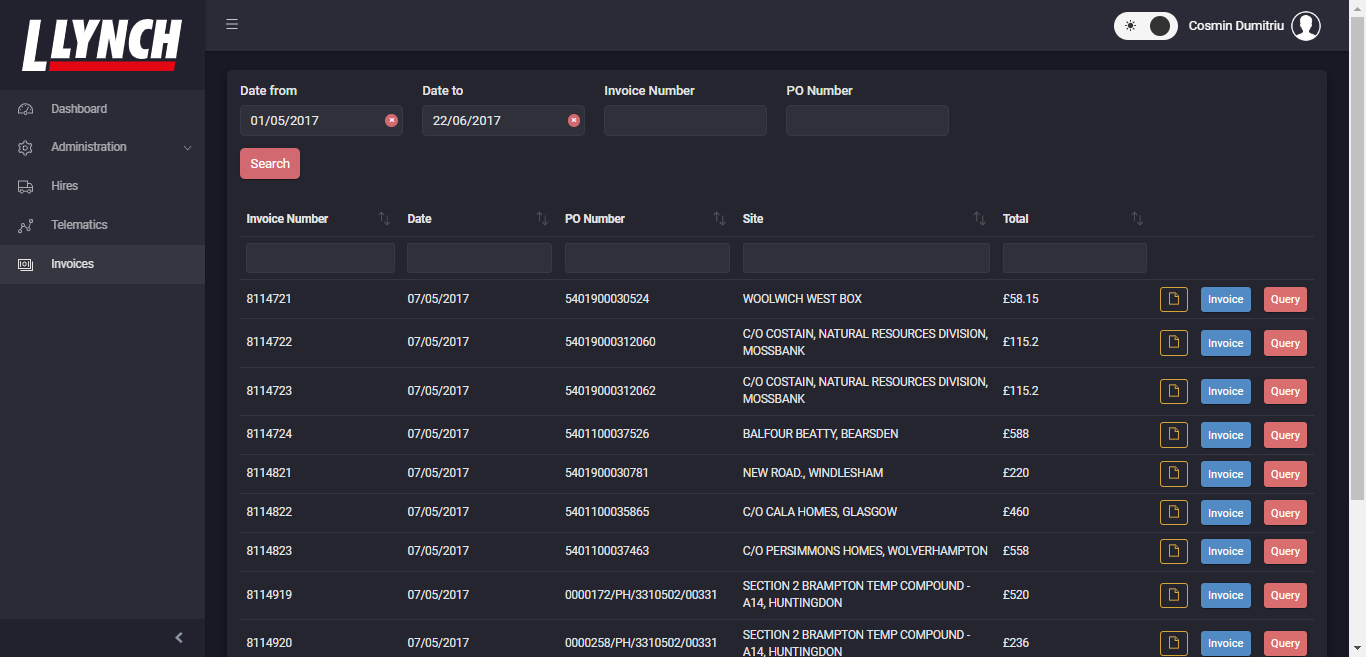 LLYNCH
Cosmin Dumitriu
Dashboard
Administration
Hires
Telematics
Invoices
Date from Date to Invoice Number PO Number
01/05/2017 22/06/2017
Search
Invoice Number Date PO Number Site Total
8114721 07/05/2017 5401900030524 WOOLWICH WEST BOX £58.15 Invoice Query
8114722 07/05/2017 54019000312060 C/O COSTAIN, NATURAL RESOURCES DIVISION, £115.2 Invoice Query
MOSSBANK
8114723 07/05/2017 54019000312062 C/O COSTAIN, NATURAL RESOURCES DIVISION, £115.2 Invoice Query
MOSSBANK
8114724 07/05/2017 5401100037526 BALFOUR BEATTY, BEARSDEN £588 Invoice Query
8114821 07/05/2017 5401900030781 NEW ROAD., WINDLESHAM £220 Invoice Query
8114822 07/05/2017 5401100035865 C/O CALA HOMES, GLASGOW £460 Invoice Query
8114823 07/05/2017 5401100037463 C/O PERSIMMONS HOMES, WOLVERHAMPTON £558 Invoice Query
8114919 07/05/2017 0000172/PH/3310502/00331 SECTION 2 BRAMPTON TEMP COMPOUND - £520 Invoice Query
A14, HUNTINGDON
8114920 07/05/2017 0000258/PH/3310502/00331 SECTION 2 BRAMPTON TEMP COMPOUND - £236 Invoice Query
A14, HUNTINGDON